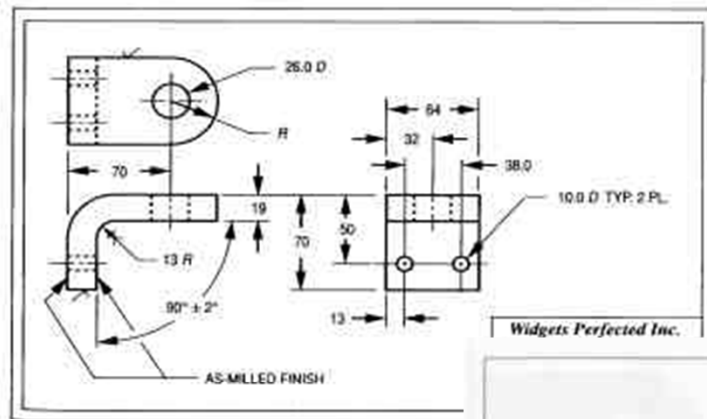 26.0 D
R
70
13 R
90° ± 2°
AS-MILLED FINISH
19
70
50
64
32
38.0
10.0 D TYP. 2 PL.
13
Widgets Perfected Inc.